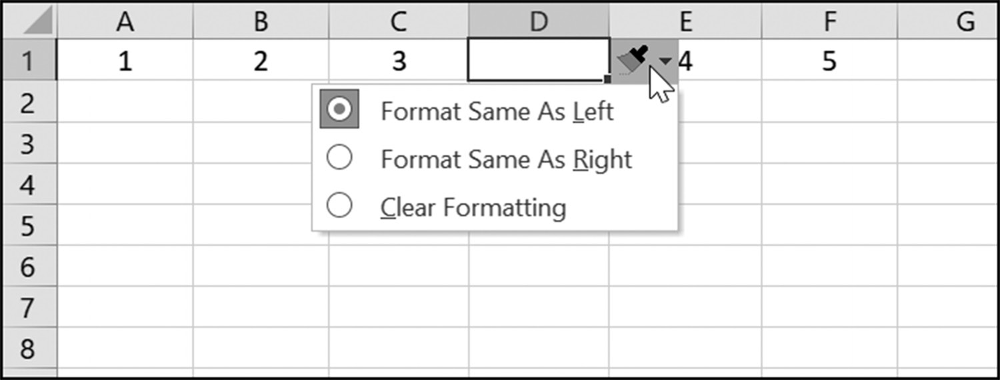 A B C D E F G
1 1 2 3 4 5
2 Format Same As Left
3 Format Same As Right
4 Clear Formatting
5
6
7
8